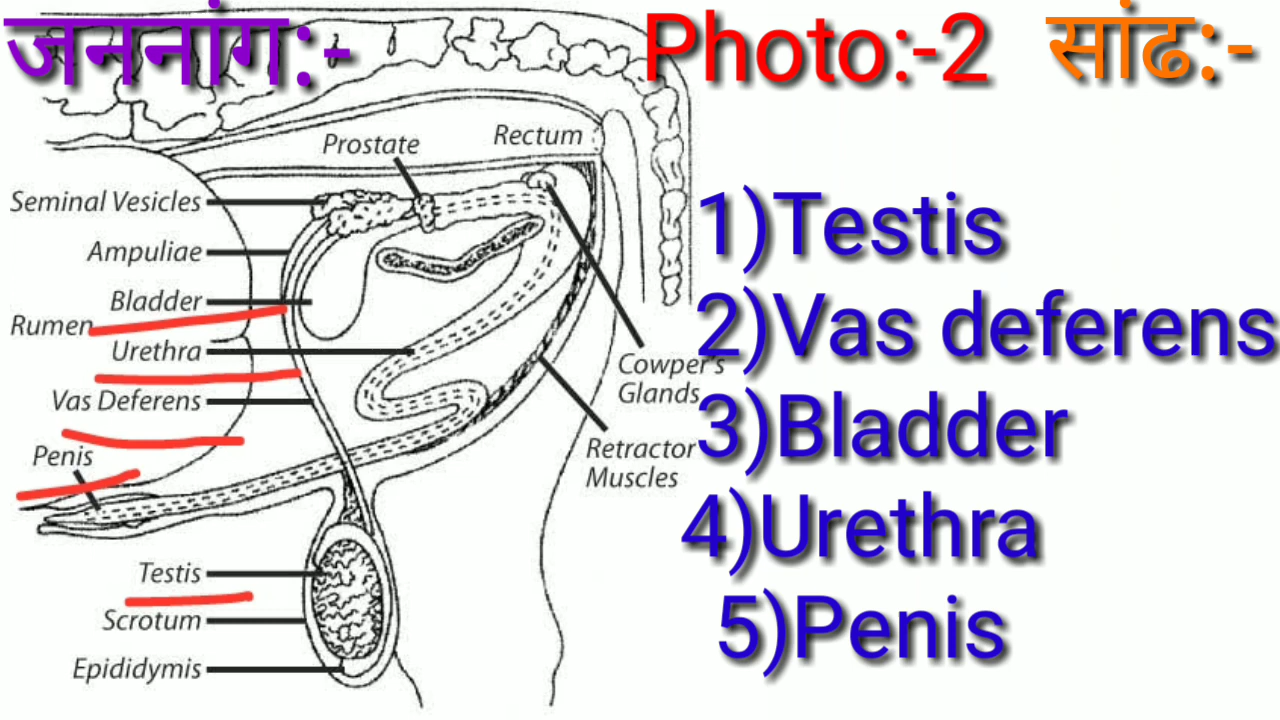 जननांग:-
Photo:-2
सांढ:-
Prostate
Rectum
Seminal Vesicles
Ampuliae
Bladder
Rumen
Urethra
Vas Deferens
Penis
Cowper's
Glands
Retractor
Muscles
Testis
Scrotum
Epididymis
1)Testis
2)Vas deferens
3)Bladder
4)Urethra
5)Penis